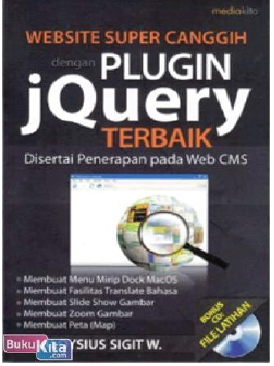 mediakita
WEBSITE SUPER CANGGIH
dengan PLUGIN
jQuery
TERBAIK
Disertai Penerapan pada Web CMS
Membuat Menu Mirip Dock MacOS
Membuat Fasilitas Translate Bahasa
Membuat Slide Show Gambar
Membuat Zoom Gambar
Membuat Peta (Map)
BONUS
CD:
FILE LATIHAN
Buku
Kita
.com
YSIUS SIGIT W.